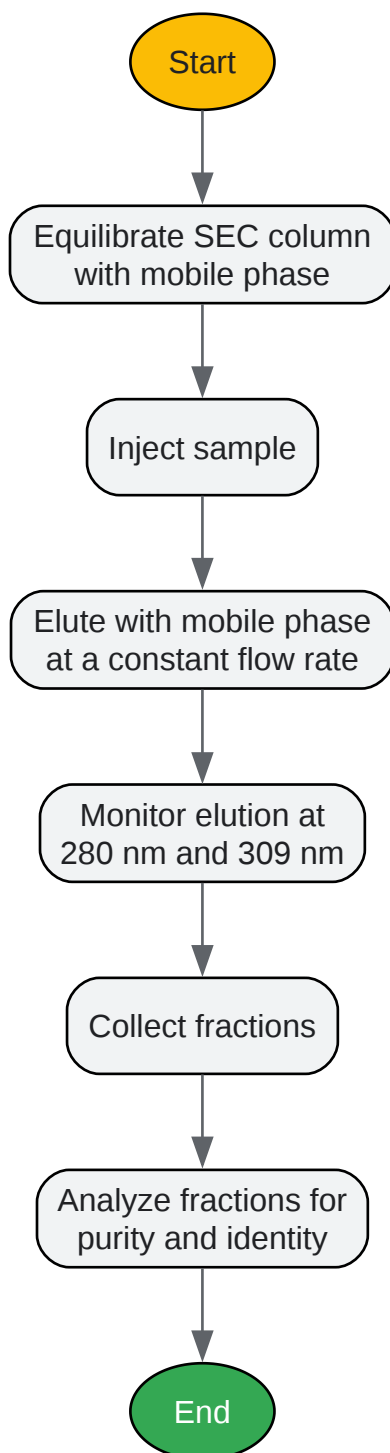 Start
Equilibrate SEC column
with mobile phase
Inject sample
Elute with mobile phase
at a constant flow rate
Monitor elution at
280 nm and 309 nm
Collect fractions
Analyze fractions for
purity and identity
End